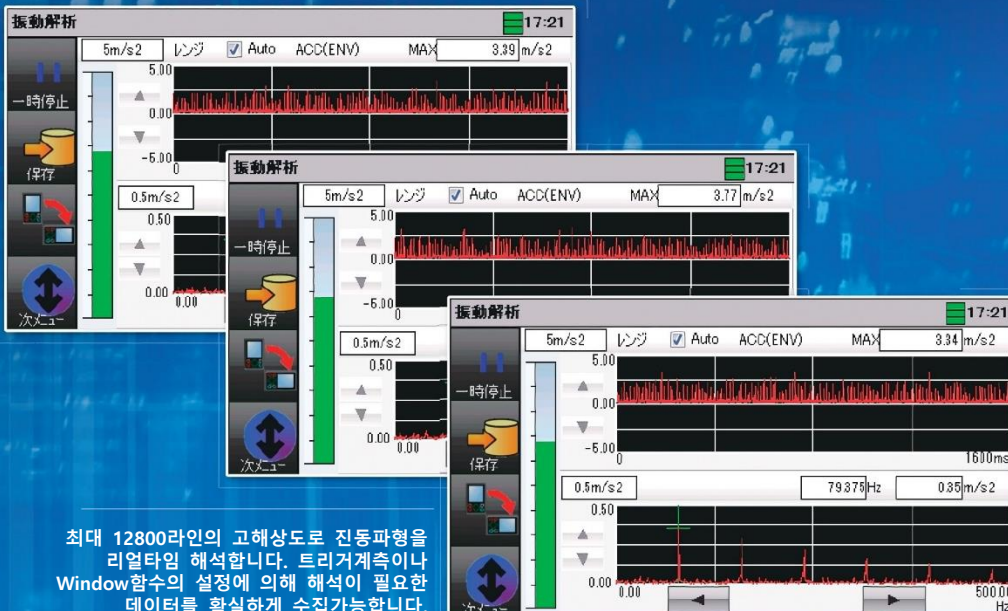 振動解析
17:21
5m/s2 レンジ Auto ACC(ENV) MAX 3.39 m/s2
5.00
一時停止
0.00
-5.00
0
保存
0.5m/s2
0.50
0.00
0.00
次メニュー
振動解析
17:21
5m/s2 レンジ Auto ACC(ENV) MAX 3.77 m/s2
5.00
一時停止
0.00
-5.00
0
保存
0.5m/s2
0.50
0.00
0.00
次メニュー
振動解析
17:21
5m/s2 レンジ Auto ACC(ENV) MAX 3.34 m/s2
5.00
一時停止
0.00
-5.00
0 1600ms
保存
0.5m/s2 79.375Hz 0.35m/s2
0.50
0.00
0.00
Hz
최대 12800라인의 고해상도로 진동파형을
리얼타임 해석합니다. 트리거계측이나
Window함수의 설정에 의해 해석이 필요한
데이터를 확실하게 수집가능합니다.